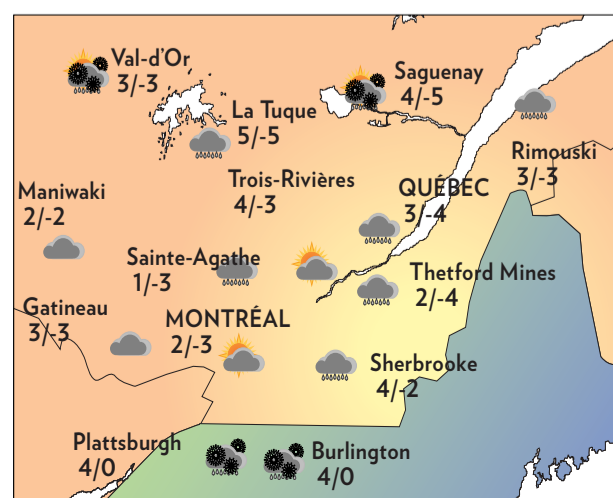 Val-d'Or
3/-3
Saguenay
4/-5
La Tuque
5/-5
Rimouski
3/-3
Trois-Rivières
4/-3
QUÉBEC
3/-4
Maniwaki
2/-2
Sainte-Agathe
1/-3
Thetford Mines
2/-4
Gatineau
3/-3
MONTRÉAL
2/-3
Sherbrooke
4/-2
Plattsburgh
4/0
Burlington
4/0